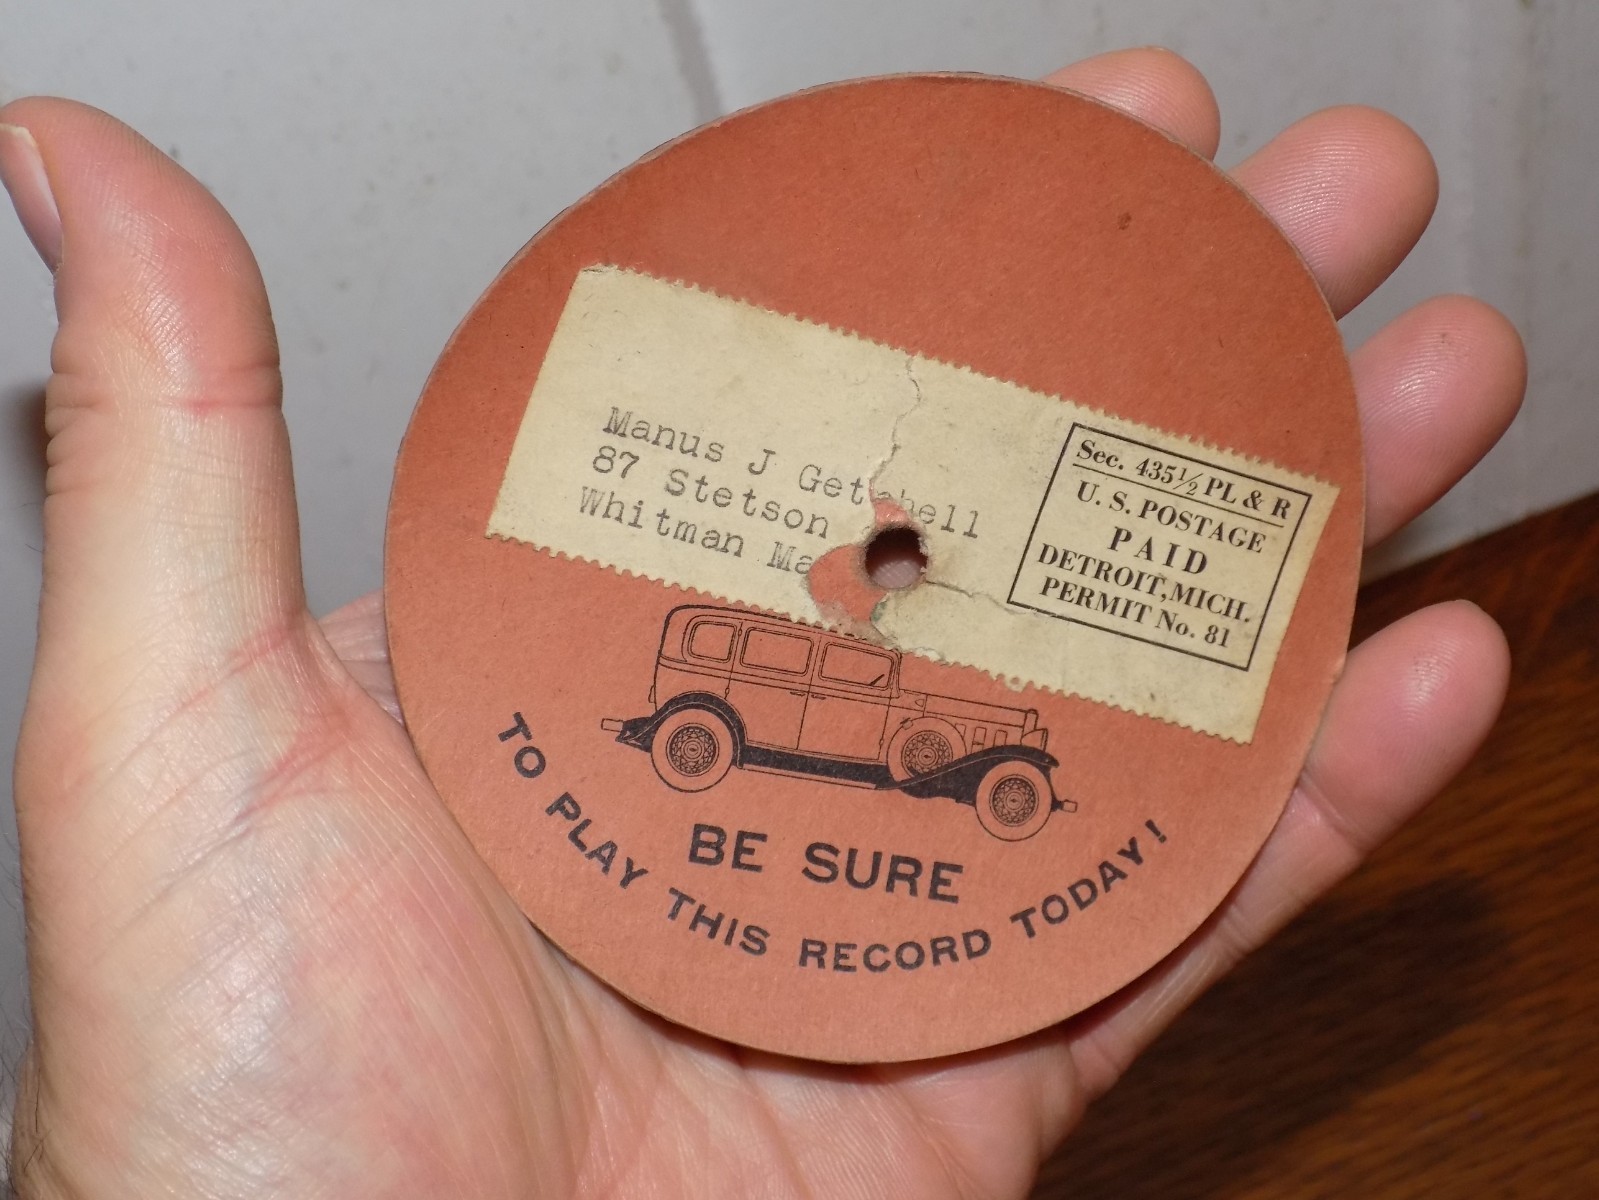 Manus J Getchell
87 Stetson
Whitman Ma
Sec. 435½ PL & R
U. S. POSTAGE
PAID
DETROIT, MICH.
PERMIT No. 81
BE SURE
TO PLAY THIS RECORD TODAY!